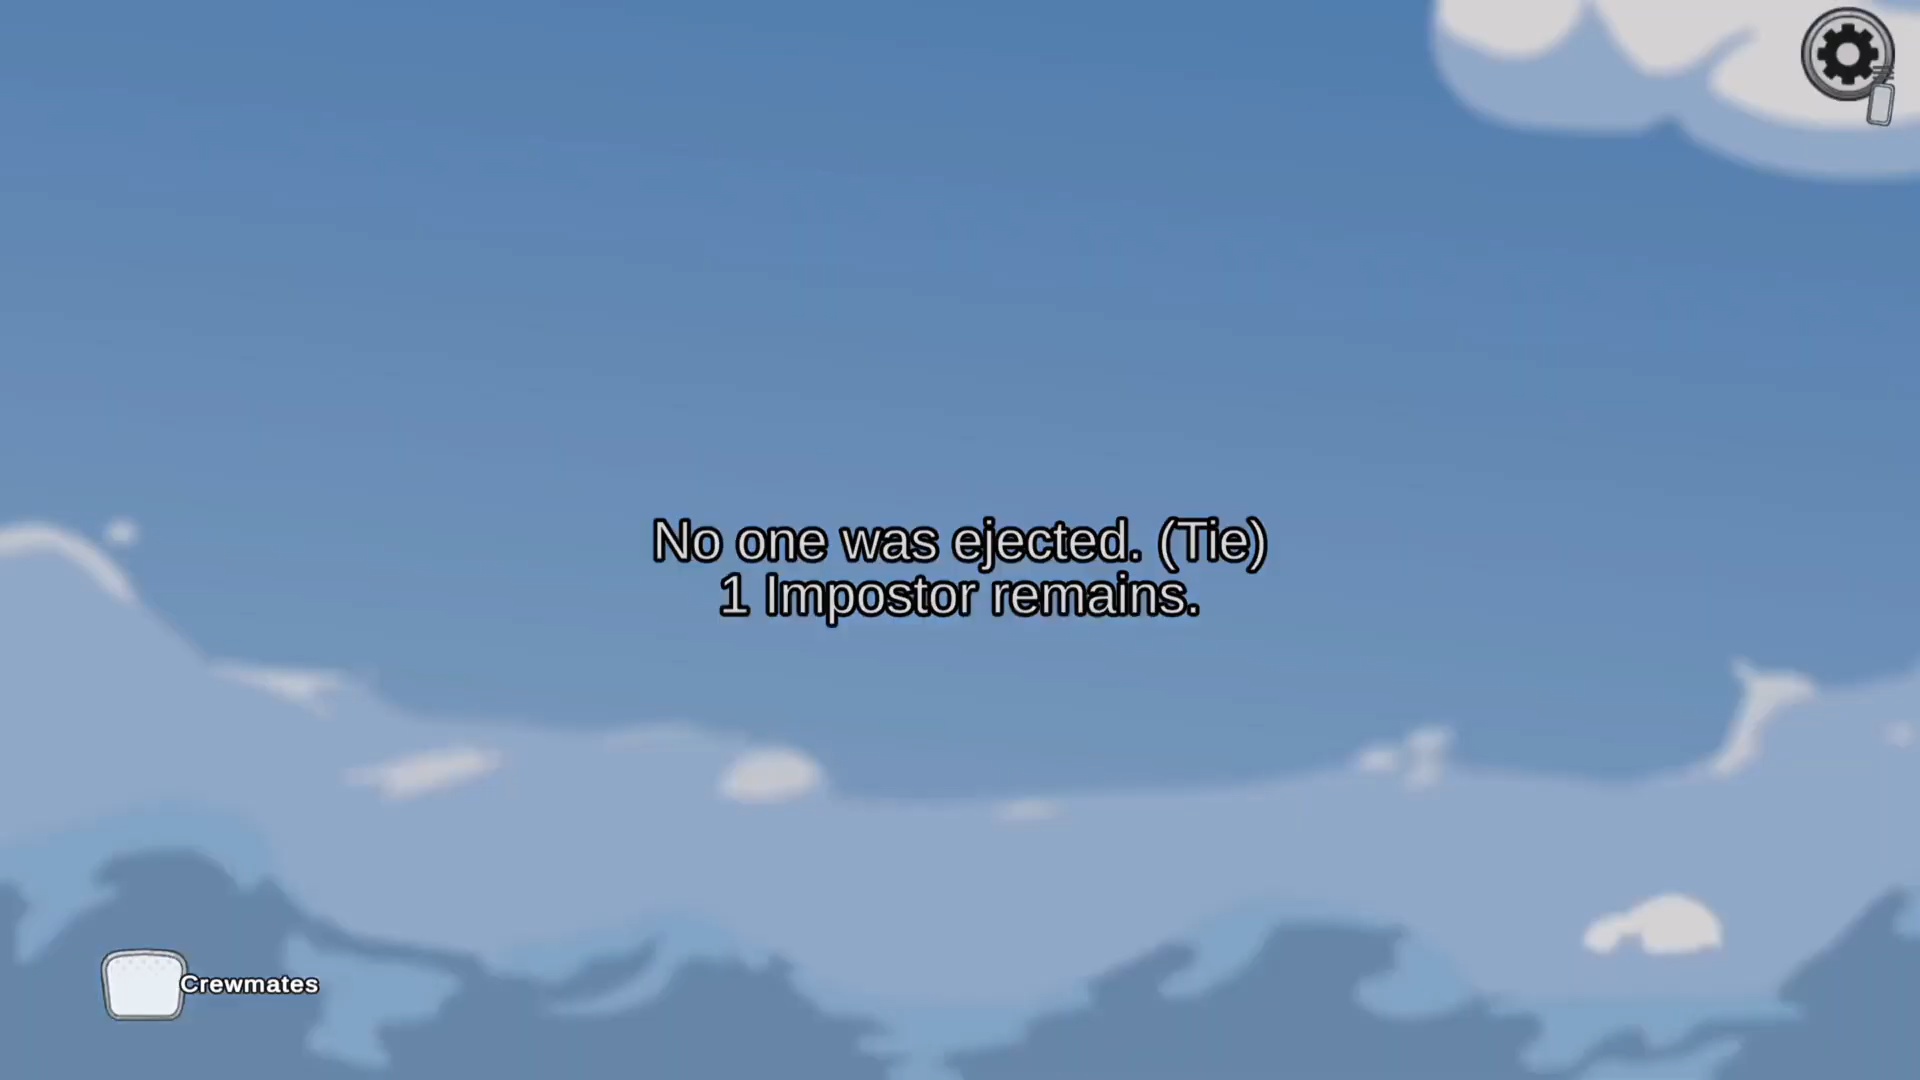 No one was ejected. (Tie)
1 Impostor remains.
Crewmates